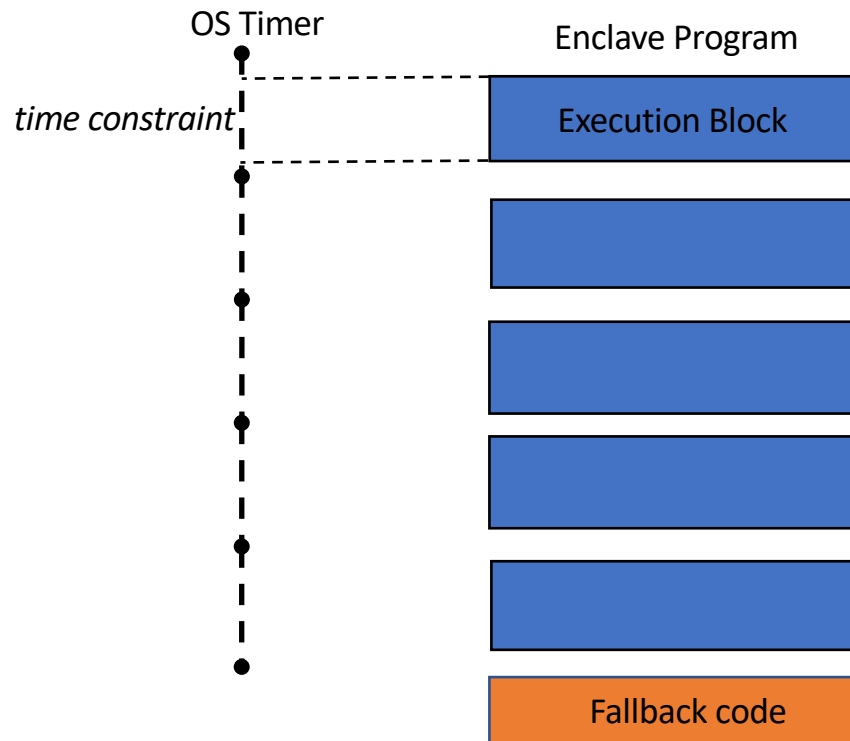 OS Timer
Enclave Program
time constraint
Execution Block
Fallback code